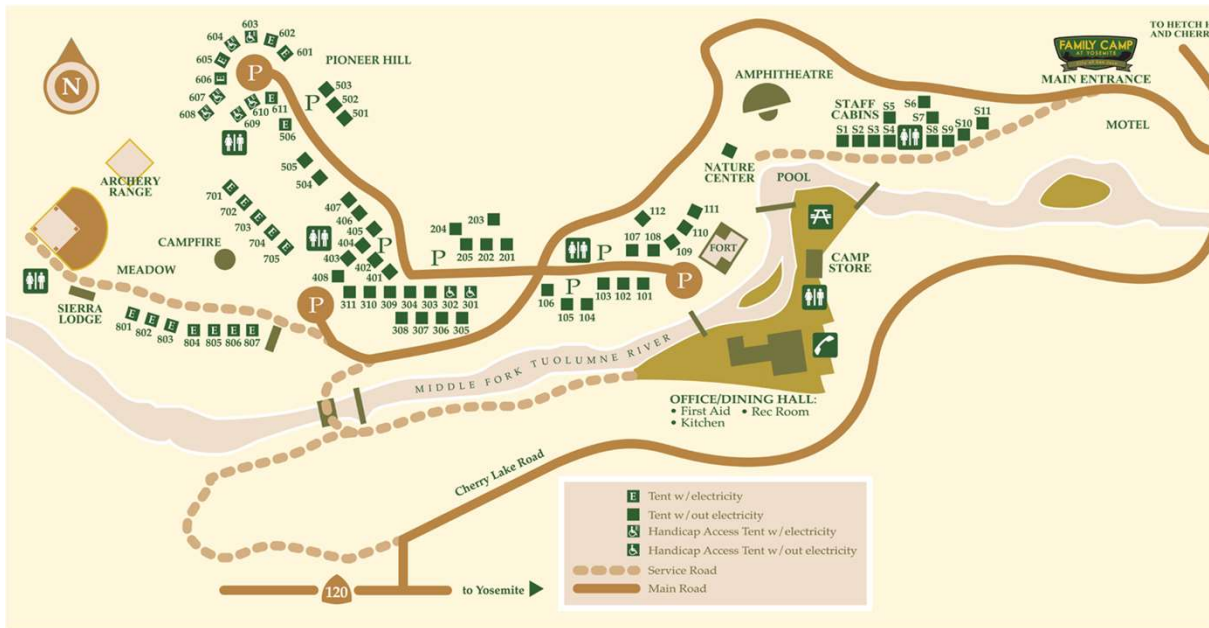 TO HETCH H
AND CHERR
FAMILY CAMP
AT YOSEMITE
MAIN ENTRANCE
603
604
602
605
601
606
607
608
610
611
609
506
P
PIONEER HILL
P
503
502
501
AMPHITHEATRE
STAFF
CABINS
S6
S5
S7
S11
S10
S1
S2
S3
S4
S8
S9
MOTEL
N
ARCHERY
RANGE
505
504
NATURE
CENTER
POOL
701
702
703
704
705
407
406
405
404
403
402
401
408
P
203
204
205
202
201
P
112
111
110
109
107
108
P
FORT
CAMP
STORE
CAMPFIRE
MEADOW
SIERRA
LODGE
P
311
310
309
304
303
302
301
308
307
306
305
P
P
106
105
104
103
102
101
801
802
803
804
805
806
807
MIDDLE FORK TUOLUMNE RIVER
OFFICE/DINING HALL:
• First Aid • Rec Room
• Kitchen
Cherry Lake Road
E Tent w/electricity
Tent w/out electricity
Handicap Access Tent w/electricity
Handicap Access Tent w/out electricity
Service Road
Main Road
120
to Yosemite